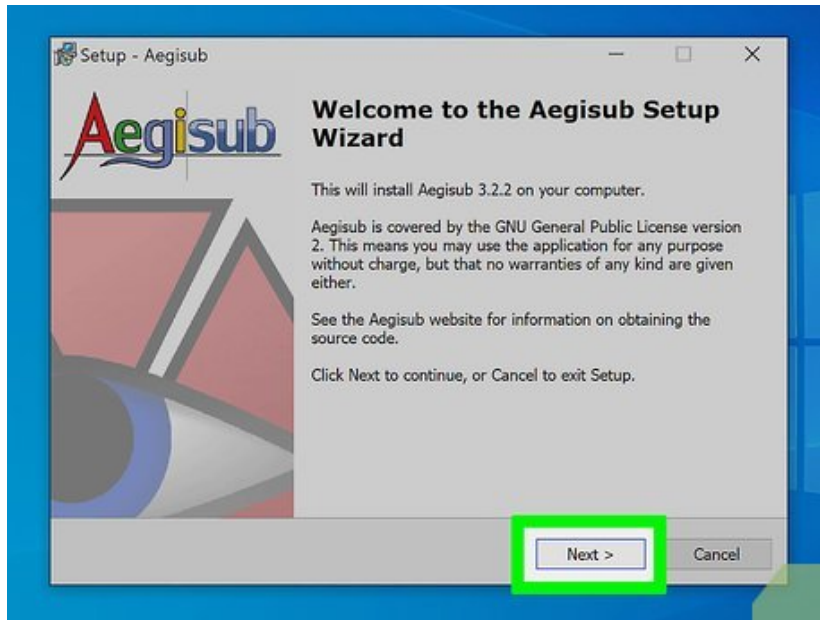 Setup - Aegisub
Aegisub
Welcome to the Aegisub Setup
Wizard
This will install Aegisub 3.2.2 on your computer.
Aegisub is covered by the GNU General Public License version
2. This means you may use the application for any purpose
without charge, but that no warranties of any kind are given
either.
See the Aegisub website for information on obtaining the
source code.
Click Next to continue, or Cancel to exit Setup.
Next >
Cancel